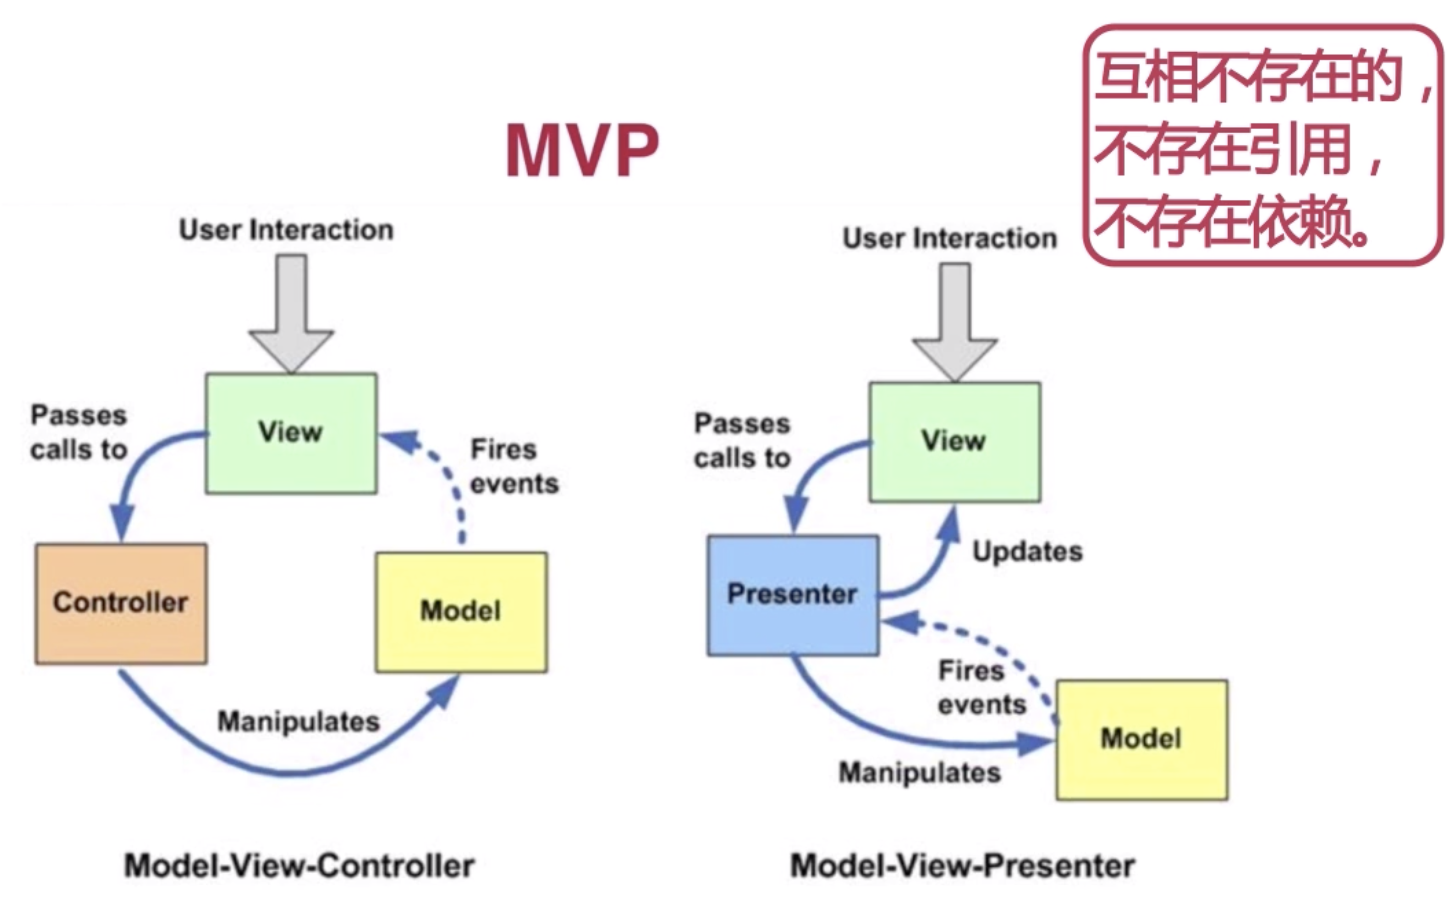 互相不存在的，
不存在引用，
不存在依赖。
MVP
User Interaction
Passes
calls to
View
Fires
events
Controller
Model
Manipulates
Model-View-Controller
User Interaction
Passes
calls to
View
Updates
Presenter
Fires
events
Model
Manipulates
Model-View-Presenter